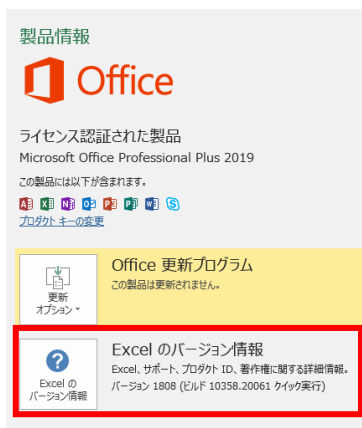 製品情報
Office
ライセンス認証された製品
Microsoft Office Professional Plus 2019
この製品には以下が含まれます。
プロダクト キーの変更
更新
オプション
Office 更新プログラム
この製品は更新されません。
Excel の
バージョン情報
Excel のバージョン情報
Excel、サポート、プロダクト ID、著作権に関する詳細情報。
バージョン 1808 (ビルド 10358.20061 クイック実行)